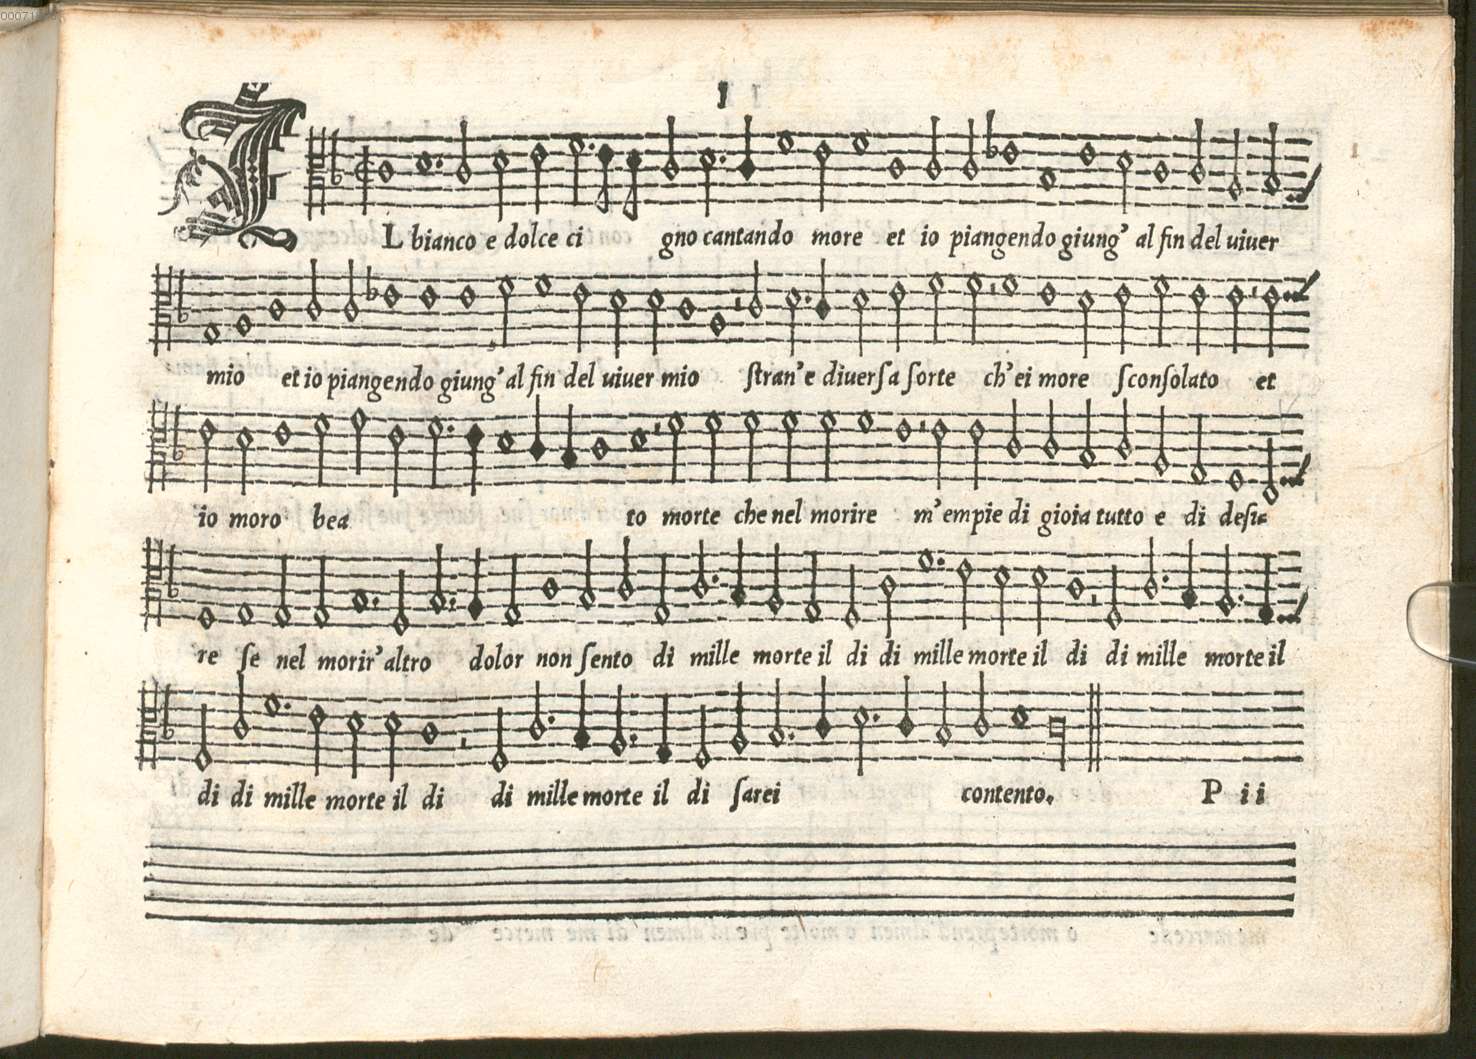 00071
I
IL bianco e dolce ci gno cantando more et io piangendo giung' al fin del uiuer
mio et io piangendo giung' al fin del uiuer mio ſtran' e diuerſa ſorte ch'ei more ſconſolato et
io moro bea to morte che nel morire m'empie di gioia tutto e di deſi=
re ſe nel morir' altro dolor non ſento di mille morte il di di mille morte il di di mille morte il
di di mille morte il di di mille morte il di ſarei contento. P ii